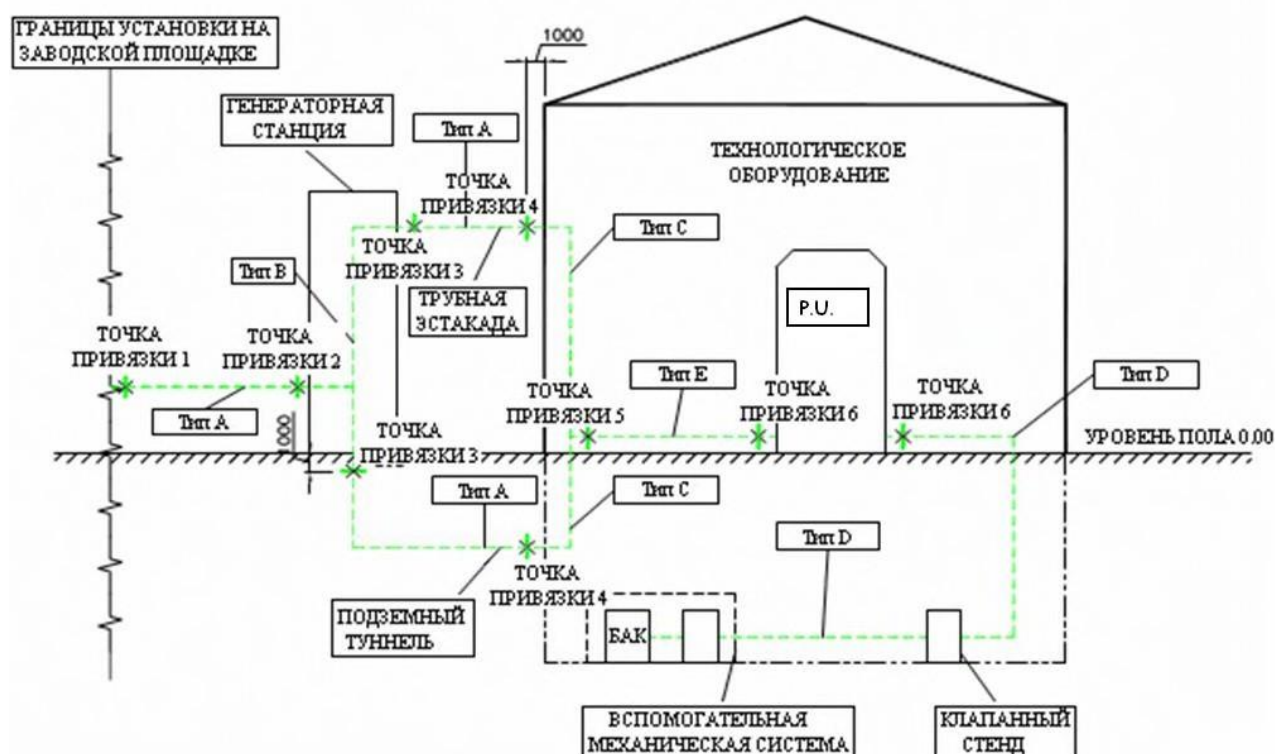 ГРАНИЦЫ УСТАНОВКИ НА
ЗАВОДСКОЙ ПЛОЩАДКЕ
1000
ГЕНЕРАТОРНАЯ
СТАНЦИЯ
Тип A
ТЕХНОЛОГИЧЕСКОЕ
ОБОРУДОВАНИЕ
ТОЧКА
ПРИВЯЗКИ 4
Тип C
ТОЧКА
ПРИВЯЗКИ 3
Тип B
ТРУБНАЯ
ЭСТАКАДА
P.U.
ТОЧКА
ПРИВЯЗКИ 1
ТОЧКА
ПРИВЯЗКИ 2
Тип A
1000
ТОЧКА
ПРИВЯЗКИ 5
Тип E
ТОЧКА
ПРИВЯЗКИ 6
ТОЧКА
ПРИВЯЗКИ 6
Тип D
ТОЧКА
ПРИВЯЗКИ 3
УРОВЕНЬ ПОЛА 0.00
Тип A
Тип C
Тип D
ТОЧКА
ПРИВЯЗКИ 4
ПОДЗЕМНЫЙ
ТУННЕЛЬ
БАК
ВСПОМОГАТЕЛЬНАЯ
МЕХАНИЧЕСКАЯ СИСТЕМА
КЛАПАННЫЙ
СТЕНД